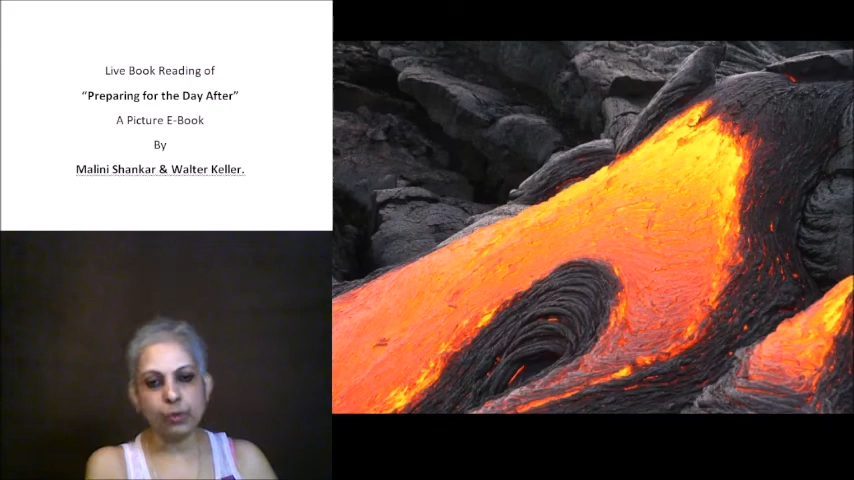 Live Book Reading of
“Preparing for the Day After”
A Picture E-Book
By
Malini Shankar & Walter Keller.